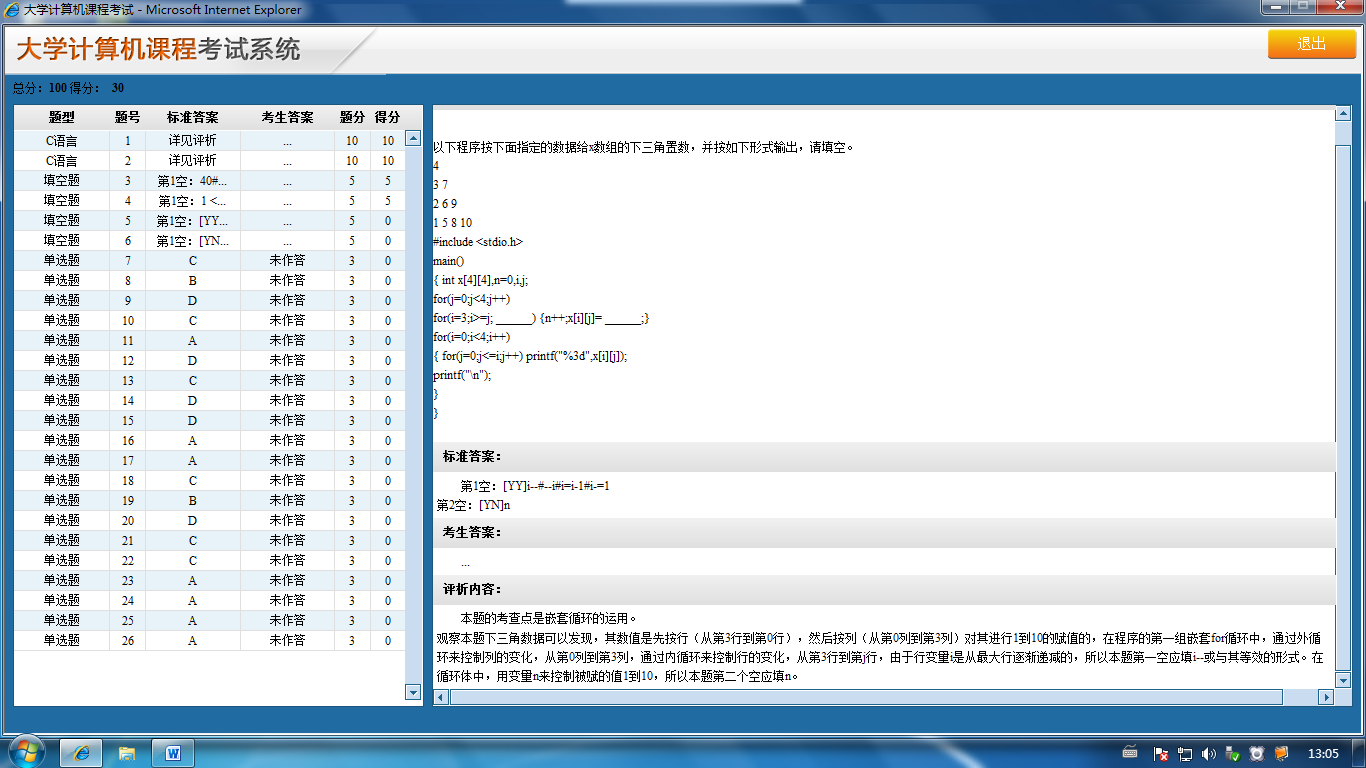 大学计算机课程考试 - Microsoft Internet Explorer
大学计算机课程考试系统
退出
总分：100 得分： 30
题型 题号 标准答案 考生答案 题分 得分
C语言 1 详见评析 ... 10 10
C语言 2 详见评析 ... 10 10
填空题 3 第1空：40#... ... 5 5
填空题 4 第1空：1 <... ... 5 5
填空题 5 第1空：[YY... ... 5 0
填空题 6 第1空：[YN... ... 5 0
单选题 7 C 未作答 3 0
单选题 8 B 未作答 3 0
单选题 9 D 未作答 3 0
单选题 10 C 未作答 3 0
单选题 11 A 未作答 3 0
单选题 12 D 未作答 3 0
单选题 13 C 未作答 3 0
单选题 14 D 未作答 3 0
单选题 15 D 未作答 3 0
单选题 16 A 未作答 3 0
单选题 17 A 未作答 3 0
单选题 18 C 未作答 3 0
单选题 19 B 未作答 3 0
单选题 20 D 未作答 3 0
单选题 21 C 未作答 3 0
单选题 22 C 未作答 3 0
单选题 23 A 未作答 3 0
单选题 24 A 未作答 3 0
单选题 25 A 未作答 3 0
单选题 26 A 未作答 3 0
以下程序按下面指定的数据给x数组的下三角置数，并按如下形式输出，请填空。
4
3 7
2 6 9
1 5 8 10
#include <stdio.h>
main()
{ int x[4][4],n=0,i,j;
for(j=0;j<4;j++)
for(i=3;i>=j; ______) {n++;x[i][j]= ______;}
for(i=0;i<4;i++)
{ for(j=0;j<=i;j++) printf("%3d",x[i][j]);
printf("\n");
}
}
标准答案：
第1空：[YY]i--#--i#i=i-1#i-=1
第2空：[YN]n
考生答案：
...
评析内容：
本题的考查点是嵌套循环的运用。
观察本题下三角数据可以发现，其数值是先按行（从第3行到第0行），然后按列（从第0列到第3列）对其进行1到10的赋值的，在程序的第一组嵌套for循环中，通过外循
环来控制列的变化，从第0列到第3列，通过内循环来控制行的变化，从第3行到第j行，由于行变量i是从最大行逐渐递减的，所以本题第一空应填i--或与其等效的形式。在
循环体中，用变量n来控制被赋的值1到10，所以本题第二个空应填n。
13:05